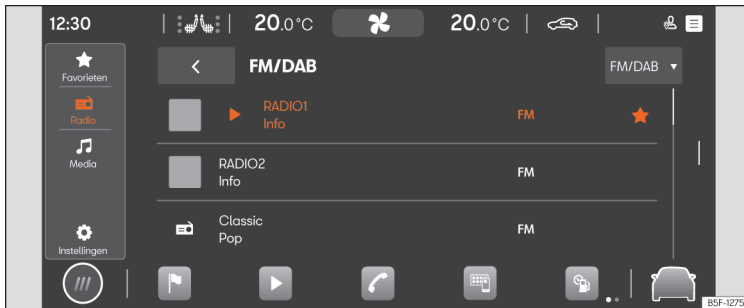 12:30
20.0°C
20.0°C
Favorieten
FM/DAB
FM/DAB
RADIO1
Info
FM
Radio
Media
RADIO2
Info
FM
Classic
Pop
FM
Instellingen
B5F-1275